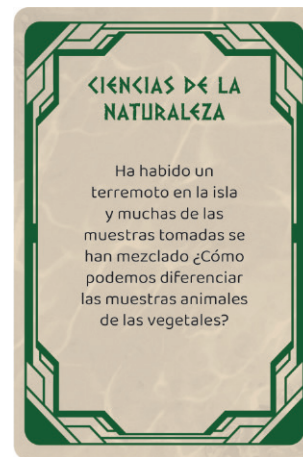 CIENCIAS DE LA
NATURALEZA
Ha habido un
terremoto en la isla
y muchas de las
muestras tomadas se
han mezclado ¿Cómo
podemos diferenciar
las muestras animales
de las vegetales?